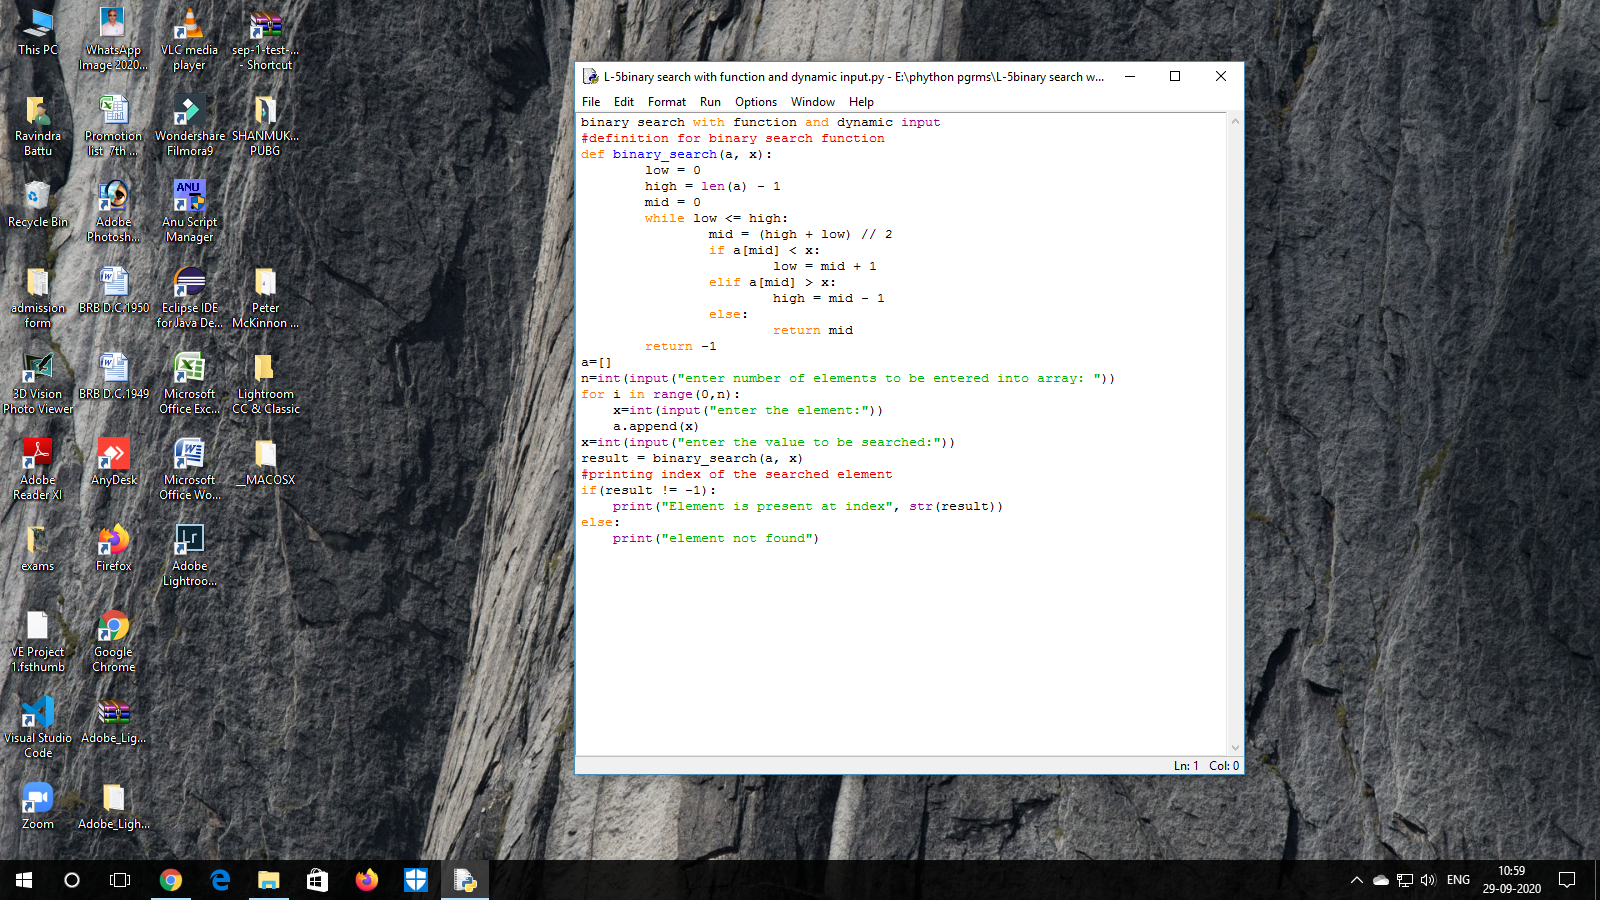 This PC
WhatsApp
Image 2020...
VLC media
player
sep-1-test-...
- Shortcut
Ravindra
Battu
Promotion
list 7th ...
Wondershare
Filmora9
SHANMUK...
PUBG
Recycle Bin
Adobe
Photosh...
ANU
Anu Script
Manager
admission
form
BRB D.C.1950
Eclipse IDE
for Java De...
Peter
McKinnon ...
3D Vision
Photo Viewer
BRB D.C.1949
Microsoft
Office Exc...
Lightroom
CC & Classic
Adobe
Reader XI
AnyDesk
Microsoft
Office Wo...
__MACOSX
exams
Firefox
Lr
Adobe
Lightroo...
VE Project
1.fsthumb
Google
Chrome
Visual Studio
Code
Adobe_Lig...
Zoom
Adobe_Ligh...
L-5binary search with function and dynamic input.py - E:\phython pgrms\L-5binary search w...
File Edit Format Run Options Window Help
binary search with function and dynamic input
#definition for binary search function
def binary_search(a, x):
        low = 0
        high = len(a) - 1
        mid = 0
        while low <= high:
                mid = (high + low) // 2
                if a[mid] < x:
                        low = mid + 1
                elif a[mid] > x:
                        high = mid - 1
                else:
                        return mid
        return -1
a=[]
n=int(input("enter number of elements to be entered into array: "))
for i in range(0,n):
    x=int(input("enter the element:"))
    a.append(x)
x=int(input("enter the value to be searched:"))
result = binary_search(a, x)
#printing index of the searched element
if(result != -1):
    print("Element is present at index", str(result))
else:
    print("element not found")
Ln: 1 Col: 0
ENG
10:59
29-09-2020